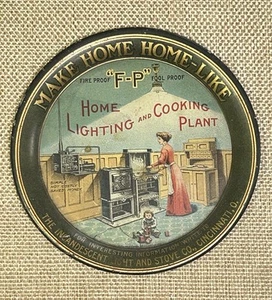 MAKE HOME HOME-LIKE
FIRE PROOF "F-P" FOOL PROOF
HOME
LIGHTING AND COOKING
PLANT
FOR INTERESTING INFORMATION
THE INCANDESCENT LIGHT AND STOVE CO., CINCINNATI, O.